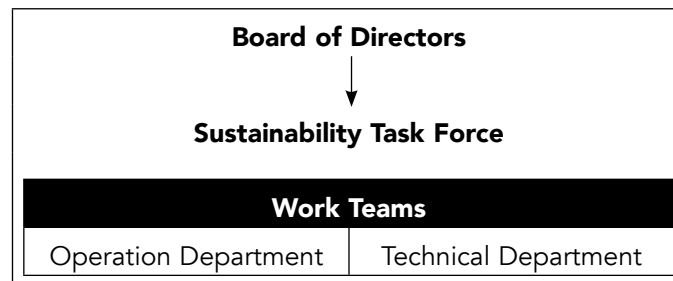 Board of Directors
Sustainability Task Force
Work Teams
Operation Department
Technical Department